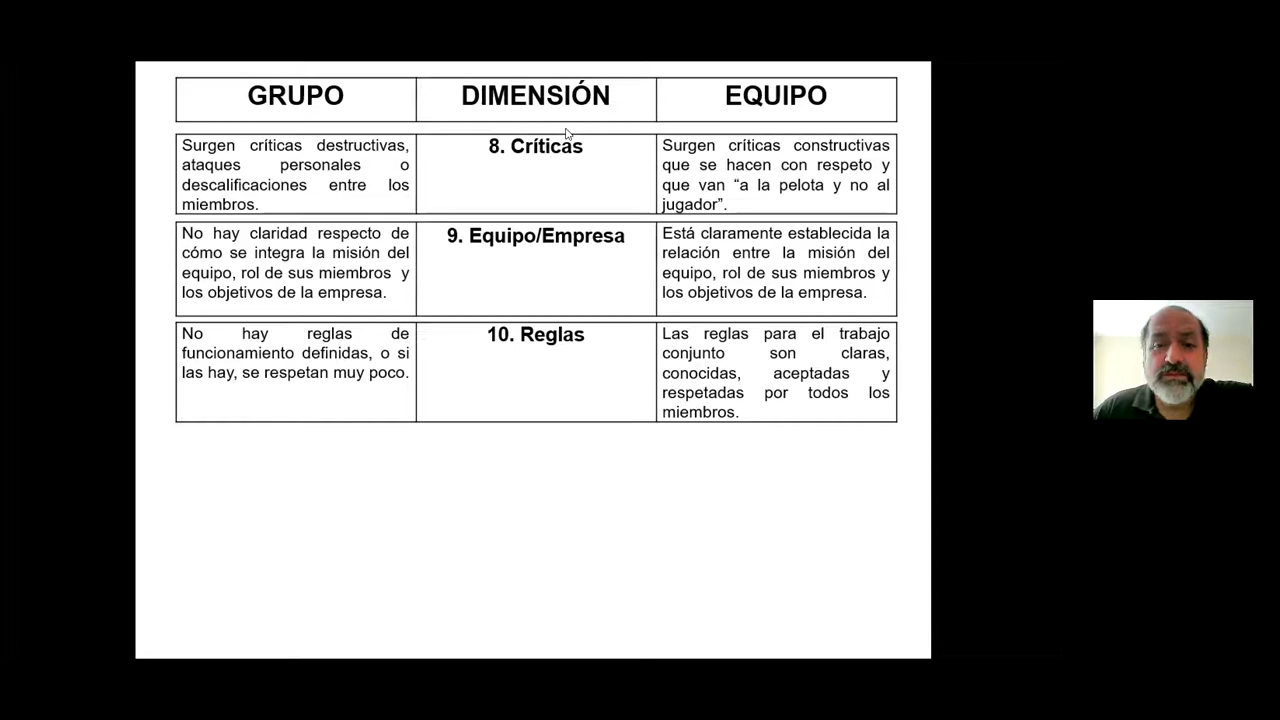 GRUPO
DIMENSIÓN
EQUIPO
Surgen críticas destructivas,
ataques personales o
descalificaciones entre los
miembros.
8. Críticas
Surgen críticas constructivas
que se hacen con respeto y
que van “a la pelota y no al
jugador”.
No hay claridad respecto de
cómo se integra la misión del
equipo, rol de sus miembros y
los objetivos de la empresa.
9. Equipo/Empresa
Está claramente establecida la
relación entre la misión del
equipo, rol de sus miembros y
los objetivos de la empresa.
No hay reglas de
funcionamiento definidas, o si
las hay, se respetan muy poco.
10. Reglas
Las reglas para el trabajo
conjunto son claras,
conocidas, aceptadas y
respetadas por todos los
miembros.